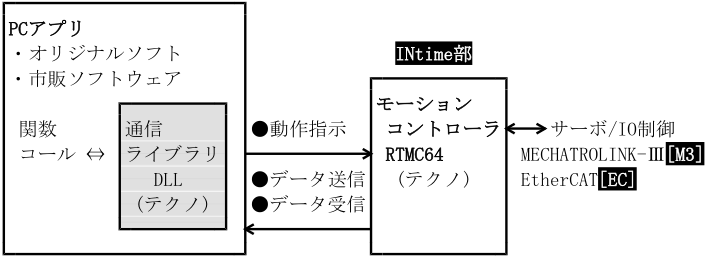 PCアプリ
・オリジナルソフト
・市販ソフトウェア
関数
コール ⇔
通信
ライブラリ
DLL
(テクノ)
●動作指示
●データ送信
●データ受信
INtime部
モーション
コントローラ
RTMC64
(テクノ)
サーボ/IO制御
MECHATROLINK-Ⅲ[M3]
EtherCAT[EC]